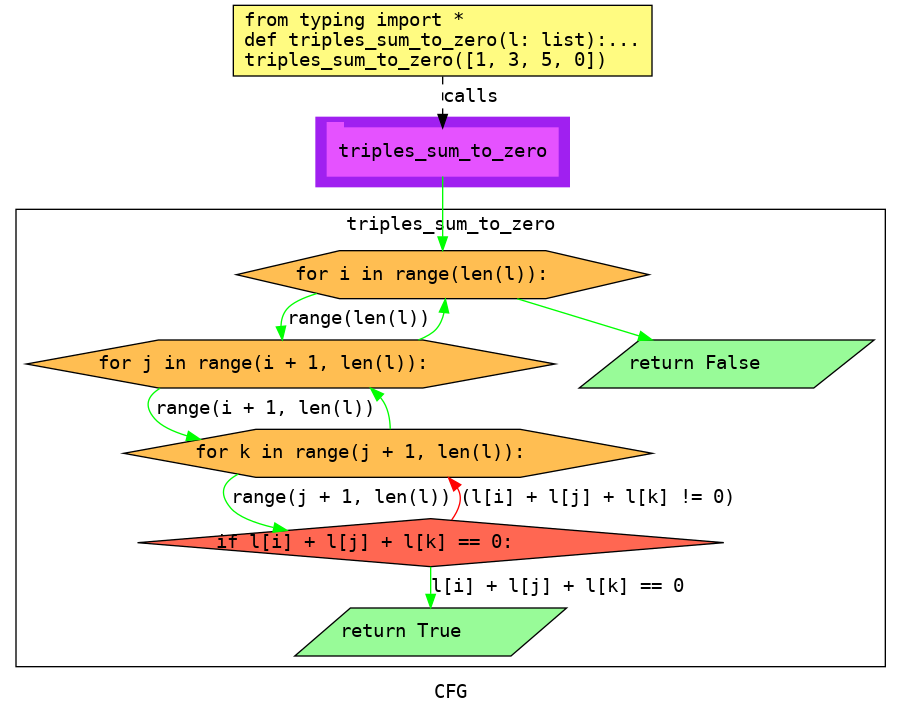 from typing import *
def triples_sum_to_zero(l: list):...
triples_sum_to_zero([1, 3, 5, 0])
calls
triples_sum_to_zero
triples_sum_to_zero
for i in range(len(l)):
range(len(l))
for j in range(i + 1, len(l)):
return False
range(i + 1, len(l))
for k in range(j + 1, len(l)):
range(j + 1, len(l))
(l[i] + l[j] + l[k] != 0)
if l[i] + l[j] + l[k] == 0:
l[i] + l[j] + l[k] == 0
return True
CFG